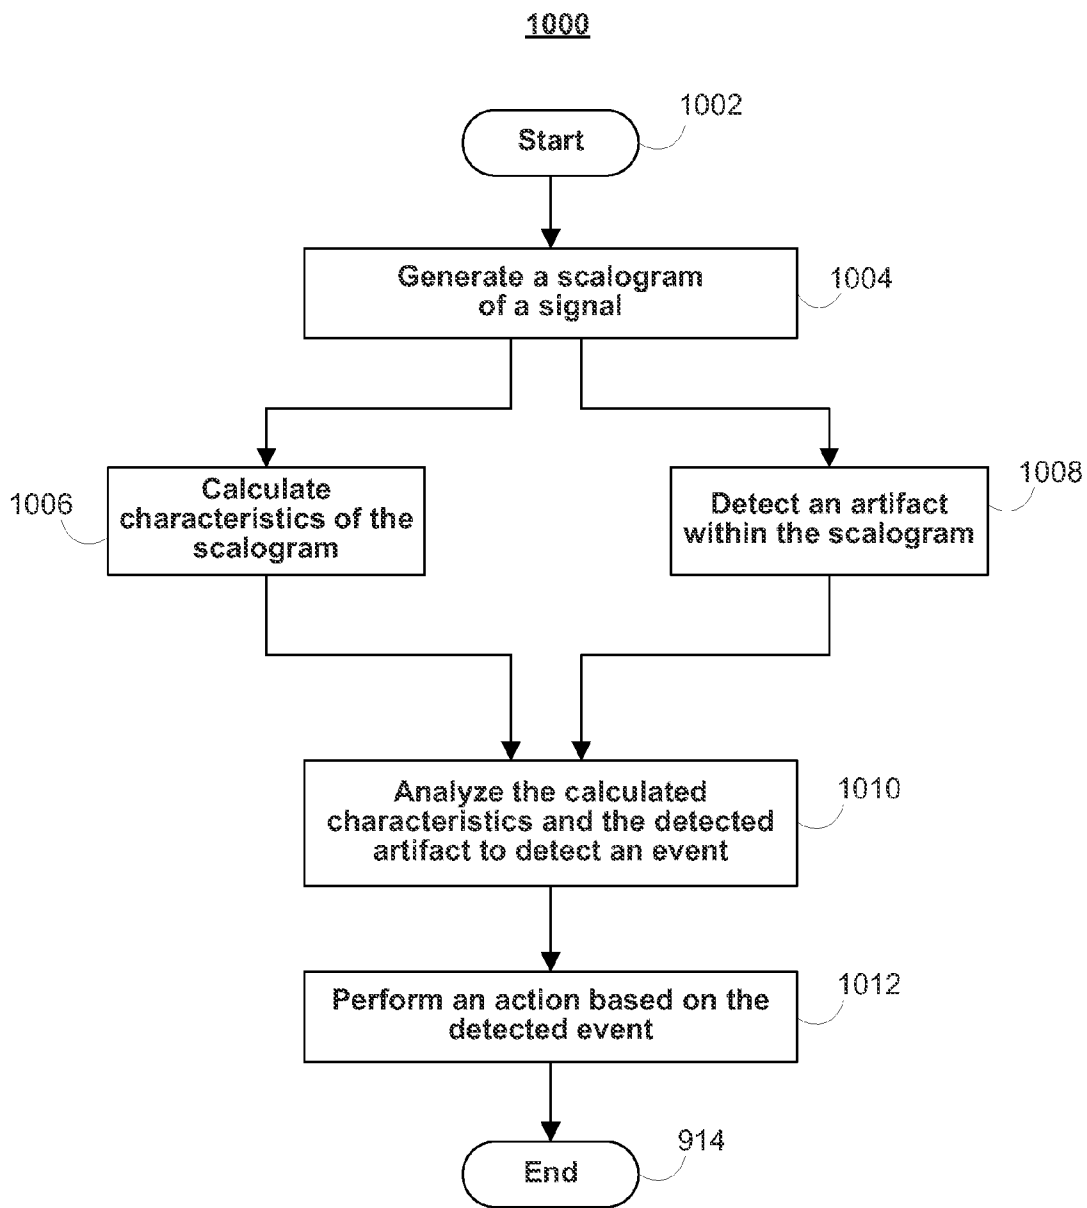 1000
Start
1002
Generate a scalogram
of a signal
1004
Calculate
characteristics of the
scalogram
1006
Detect an artifact
within the scalogram
1008
Analyze the calculated
characteristics and the detected
artifact to detect an event
1010
Perform an action based on the
detected event
1012
End
914